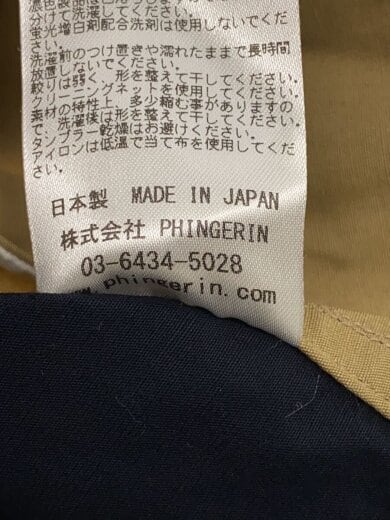 濃色製品は
分けて洗濯してください。
蛍光増白剤配合洗剤は使用しないでくだ
さい。
洗濯前のつけ置きや濡れたままで長時間
放置しないでください。
絞りは弱く、形を整えて干してください。
クリーニングネットを使用してください。
素材の特性上、多少縮む事がありますの
で、洗濯後は形を整えて干してください。
タンブラー乾燥はお避けください。
アイロンは低温で当て布を使用してくだ
さい。
日本製 MADE IN JAPAN
株式会社 PHINGERIN
03-6434-5028
www.phingerin.com